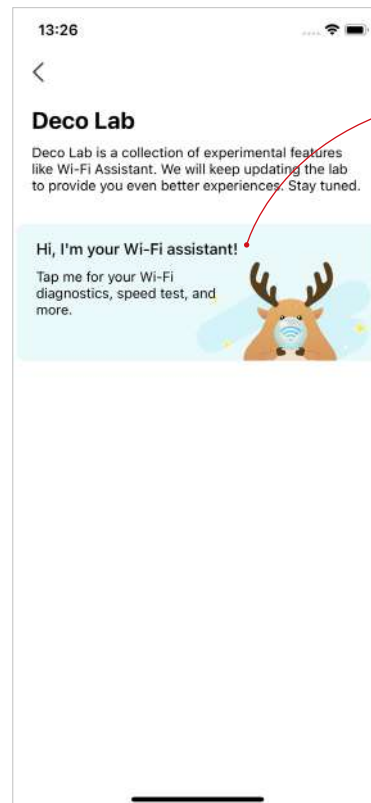 13:26
Deco Lab
Deco Lab is a collection of experimental features
like Wi-Fi Assistant. We will keep updating the lab
to provide you even better experiences. Stay tuned.
Hi, I'm your Wi-Fi assistant!
Tap me for your Wi-Fi
diagnostics, speed test, and
more.